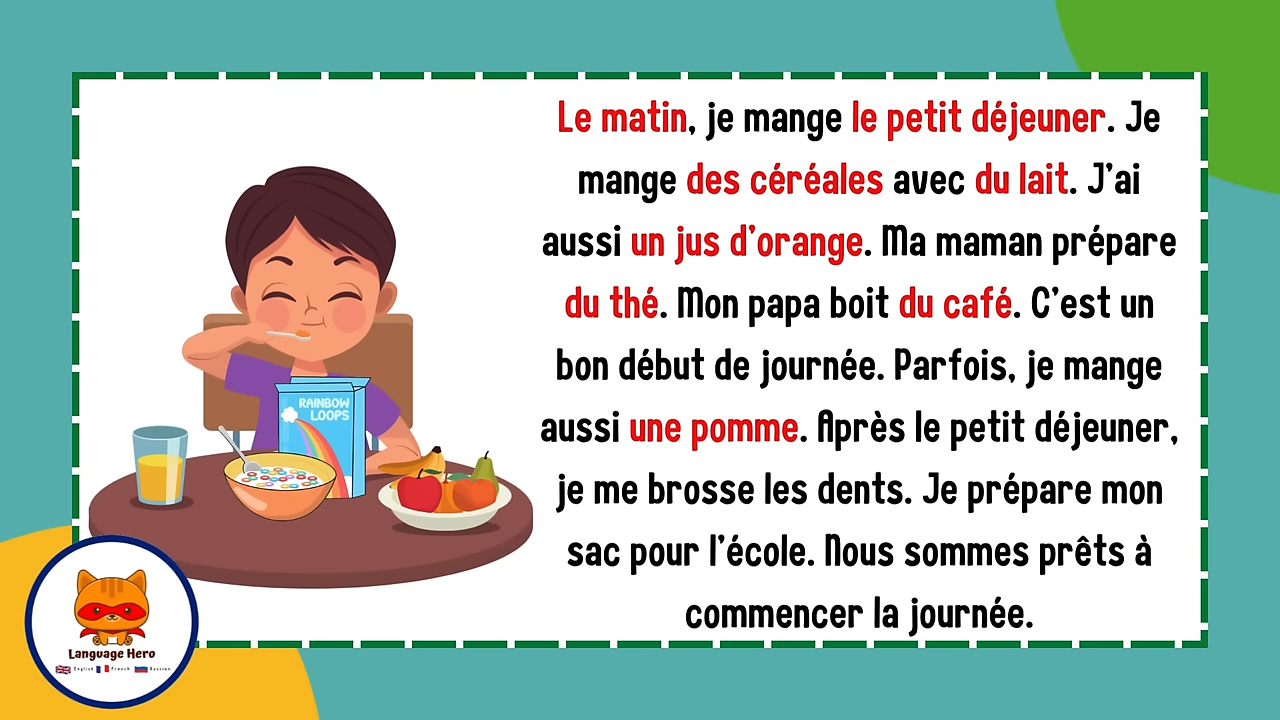 Le matin, je mange le petit déjeuner. Je
mange des céréales avec du lait. J'ai
aussi un jus d'orange. Ma maman prépare
du thé. Mon papa boit du café. C'est un
bon début de journée. Parfois, je mange
aussi une pomme. Après le petit déjeuner,
je me brosse les dents. Je prépare mon
sac pour l'école. Nous sommes prêts à
commencer la journée.
RAINBOW
LOOPS
Language Hero
English French Russian